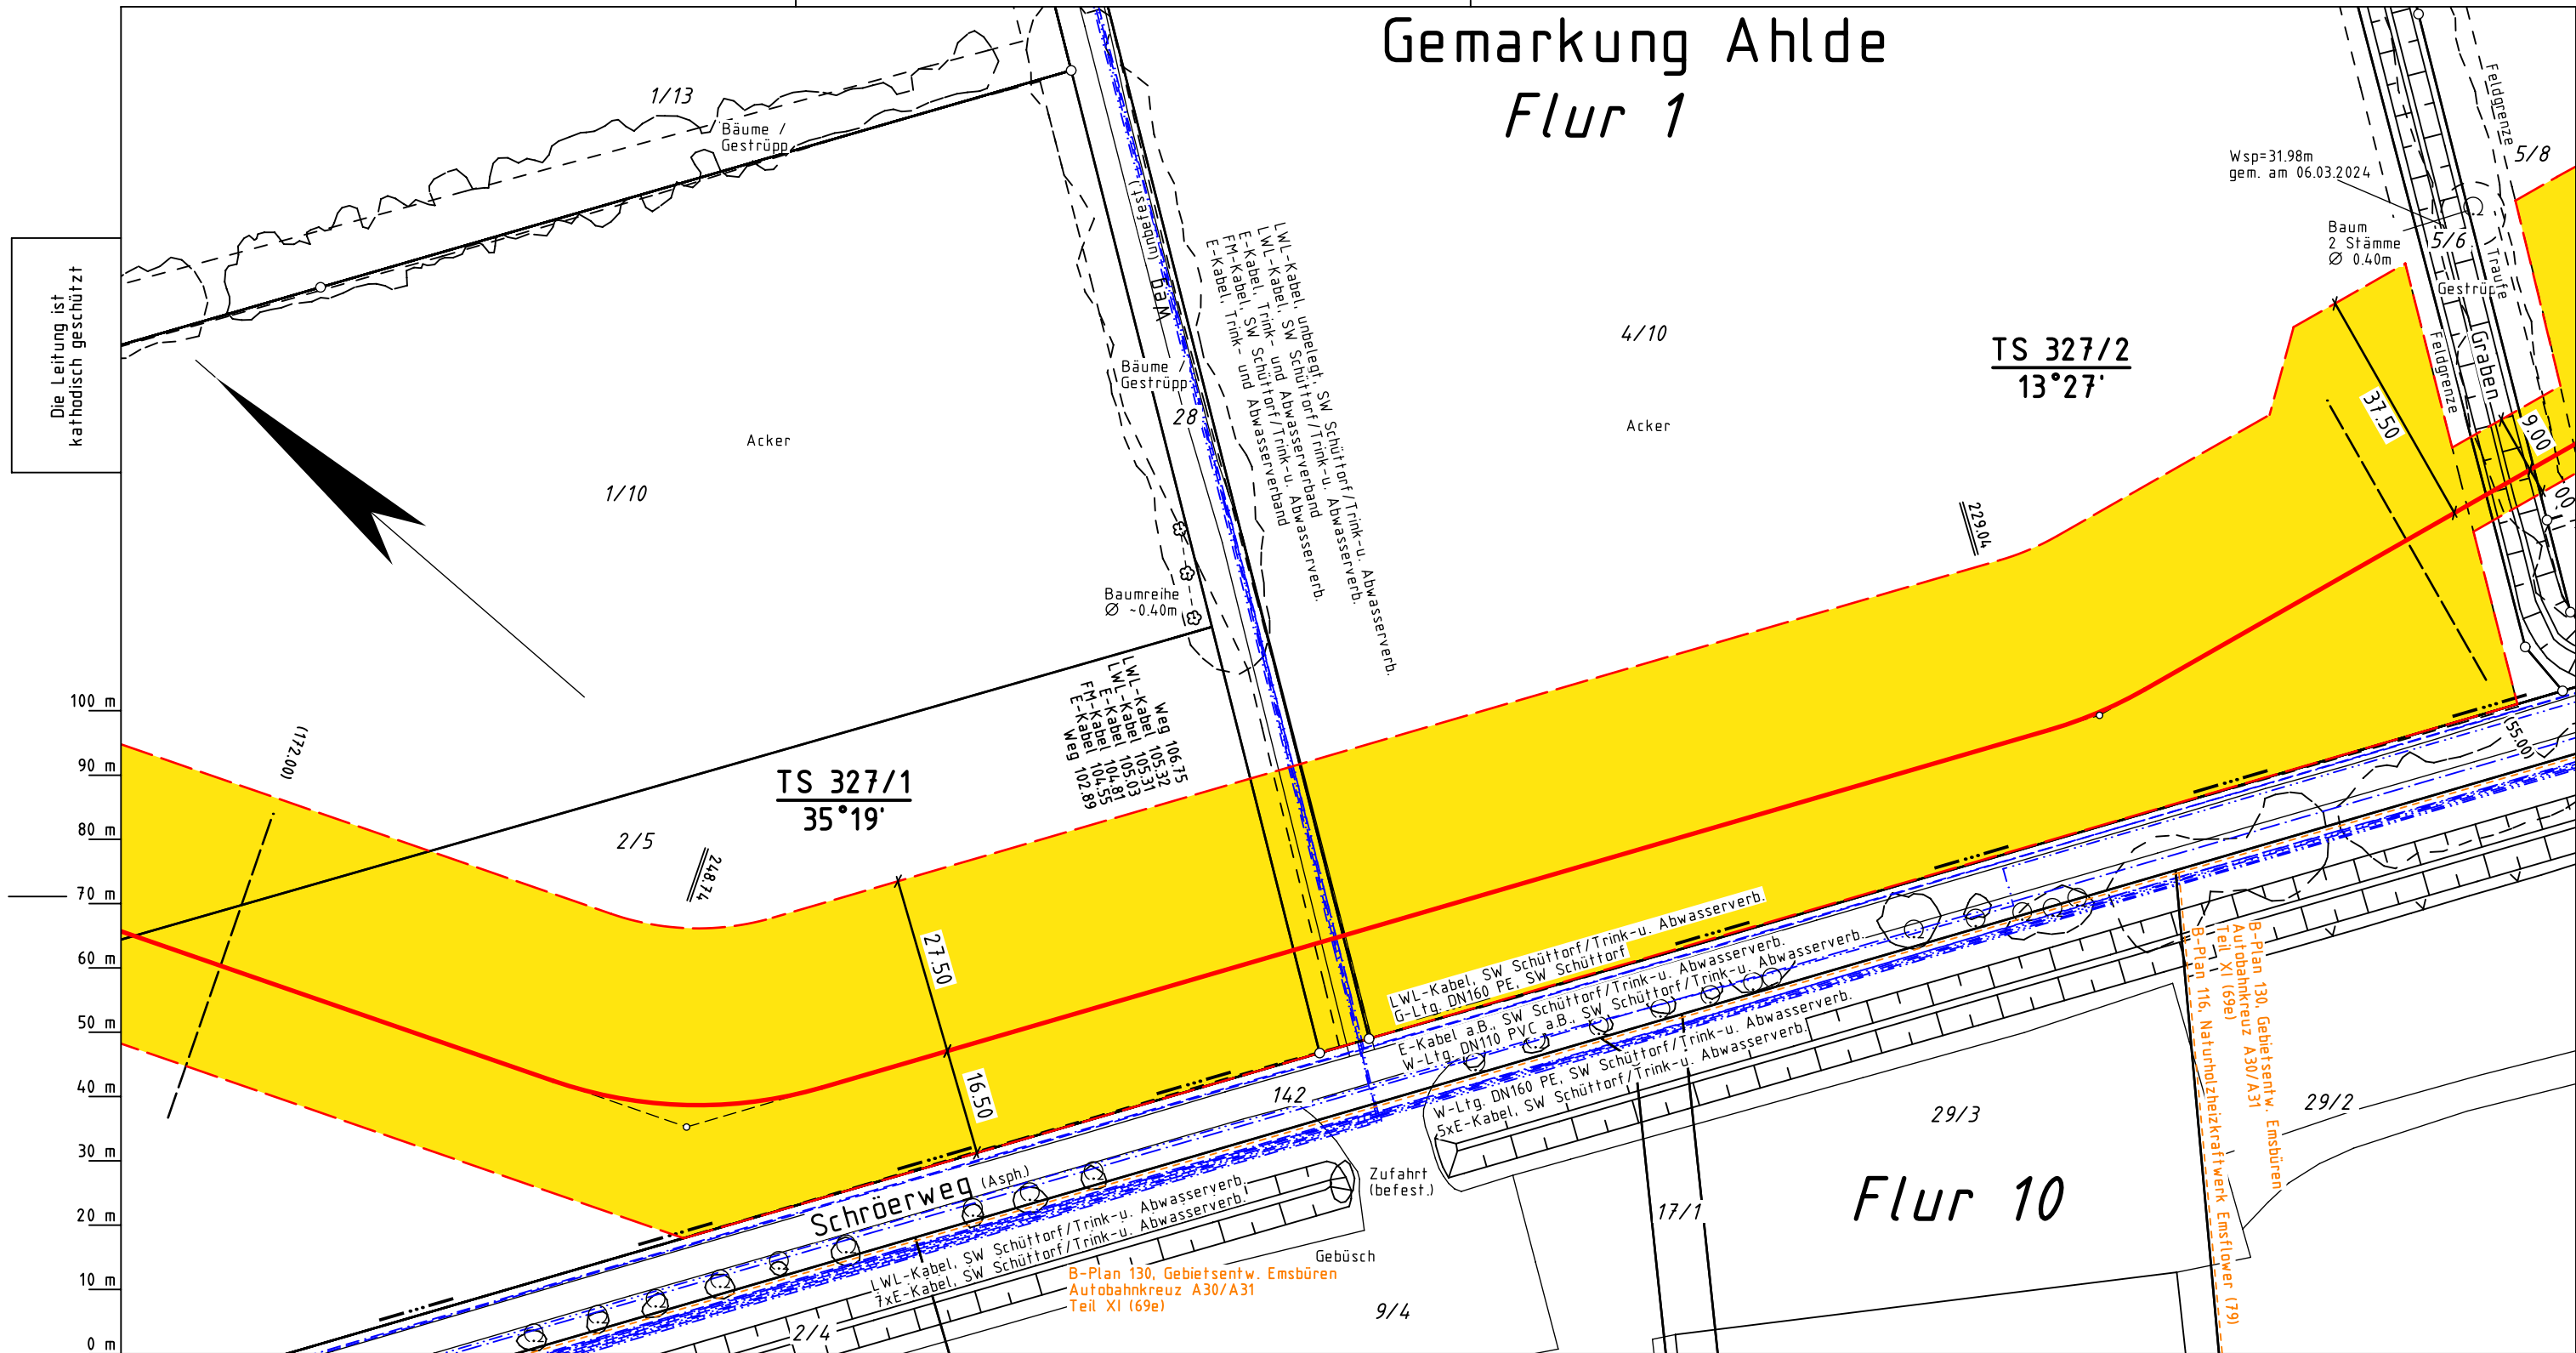 Gemarkung Ahlde
Flur 1
1/13
Bäume /
Gestrüpp
Die Leitung ist
kathodisch geschützt
(unbefest.)
Weg
Bäume /
Gestrüpp
28
Acker
1/10
Baumreihe
Ø ~0.40m
LWL-Kabel, unbelegt, SW Schüttorf/Trink-u. Abwasserverb.
LWL-Kabel, SW Schüttorf/Trink-u. Abwasserverb.
E-Kabel, Trink- und Abwasserverband
FM-Kabel, SW Schüttorf/Trink-u. Abwasserverb.
E-Kabel, Trink- und Abwasserverband
4/10
Acker
TS 327/2
13°27'
229.04
Wsp=31.98m
gem. am 06.03.2024
Baum
2 Stämme
Ø 0.40m
5/6
5/8
Feldgrenze
Traufe
Gestrüpp
Graben
Feldgrenze
37.50
9.00
(55.00)
100 m
90 m
80 m
70 m
60 m
50 m
40 m
30 m
20 m
10 m
0 m
(172.00)
2/5
TS 327/1
35°19'
248.74
Weg 106.75
LWL-Kabel 105.32
LWL-Kabel 105.31
E-Kabel 105.03
FM-Kabel 104.81
E-Kabel 104.55
Weg 102.89
27.50
16.50
142
Schröerweg (Asph.)
LWL-Kabel, SW Schüttorf/Trink-u. Abwasserverb.
G-Ltg. DN160 PE, SW Schüttorf
E-Kabel a.B., SW Schüttorf/Trink-u. Abwasserverb.
W-Ltg. DN110 PVC a.B., SW Schüttorf/Trink-u. Abwasserverb.
W-Ltg. DN160 PE, SW Schüttorf/Trink-u. Abwasserverb.
5xE-Kabel, SW Schüttorf/Trink-u. Abwasserverb.
LWL-Kabel, SW Schüttorf/Trink-u. Abwasserverb.
7xE-Kabel, SW Schüttorf/Trink-u. Abwasserverb.
Zufahrt
(befest.)
Gebüsch
B-Plan 130, Gebietsentw. Emsbüren
Autobahnkreuz A30/A31
Teil XI (69e)
2/4
9/4
17/1
29/3
29/2
Flur 10
B-Plan 130, Gebietsentw. Emsbüren
Autobahnkreuz A30/A31
Teil XI (69e)
B-Plan 116, Naturholzheizkraftwerk Emsflower (79)